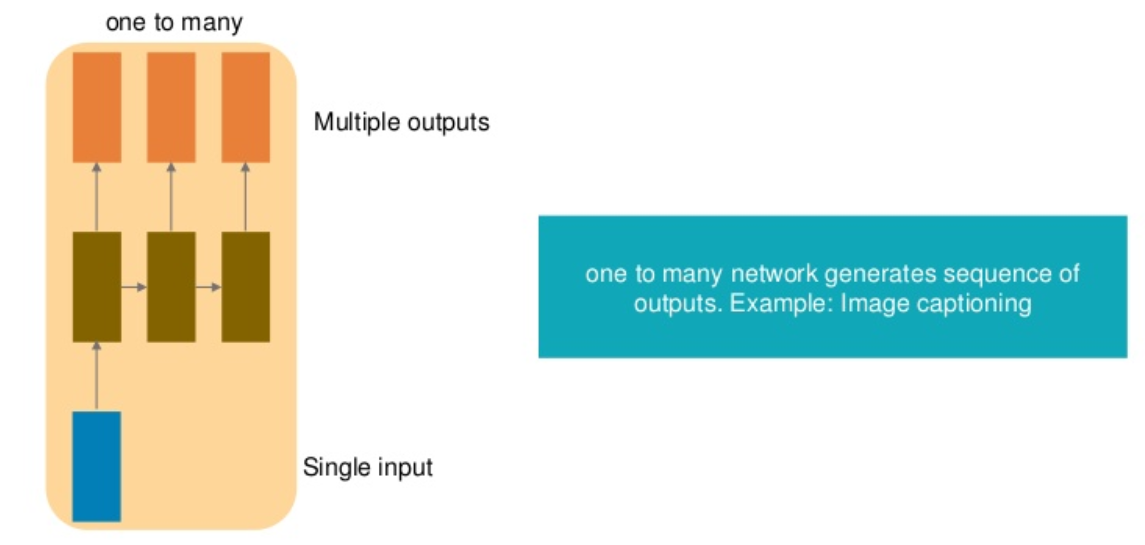 one to many
Multiple outputs
one to many network generates sequence of
outputs. Example: Image captioning
Single input